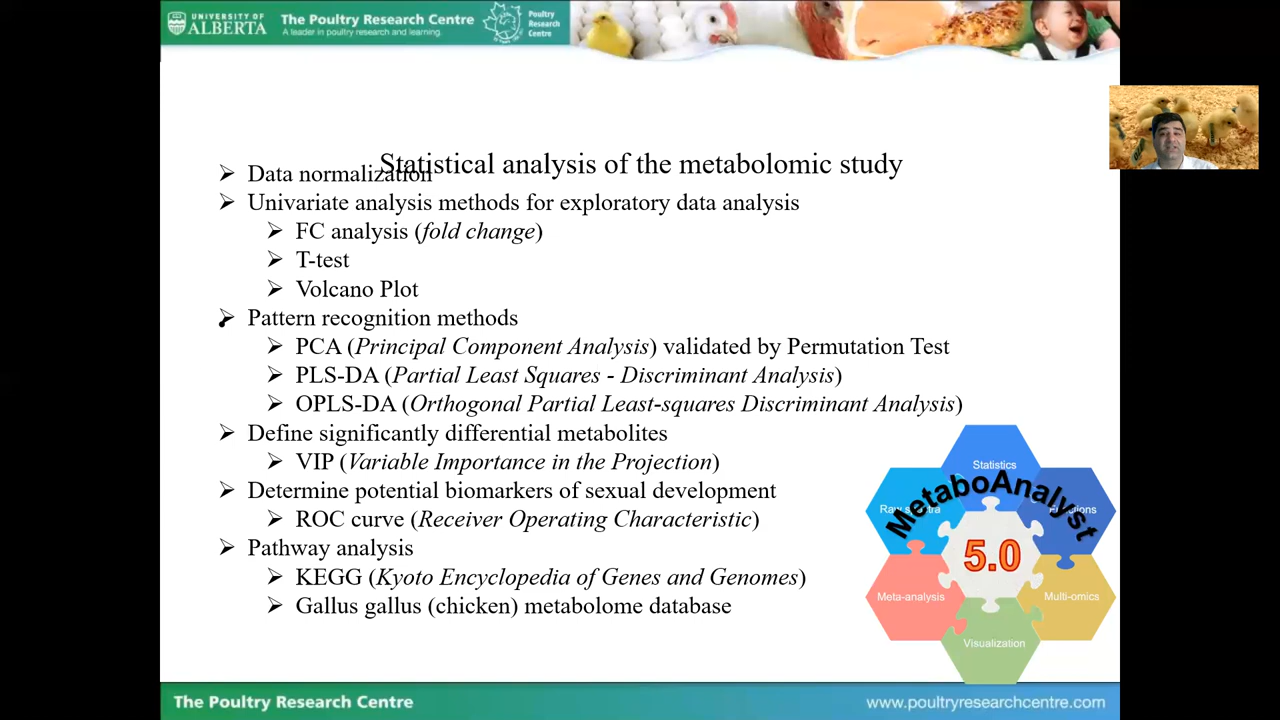 UNIVERSITY OF
ALBERTA
The Poultry Research Centre
A leader in poultry research and learning.
Poultry
Research
Centre
Statistical analysis of the metabolomic study
➢ Data normalization
➢ Univariate analysis methods for exploratory data analysis
➢ FC analysis (fold change)
➢ T-test
➢ Volcano Plot
➢ Pattern recognition methods
➢ PCA (Principal Component Analysis) validated by Permutation Test
➢ PLS-DA (Partial Least Squares - Discriminant Analysis)
➢ OPLS-DA (Orthogonal Partial Least-squares Discriminant Analysis)
➢ Define significantly differential metabolites
➢ VIP (Variable Importance in the Projection)
➢ Determine potential biomarkers of sexual development
➢ ROC curve (Receiver Operating Characteristic)
➢ Pathway analysis
➢ KEGG (Kyoto Encyclopedia of Genes and Genomes)
➢ Gallus gallus (chicken) metabolome database
Statistics
MetaboAnalyst
5.0
Meta-analysis
Multi-omics
Visualization
The Poultry Research Centre
www.poultryresearchcentre.com